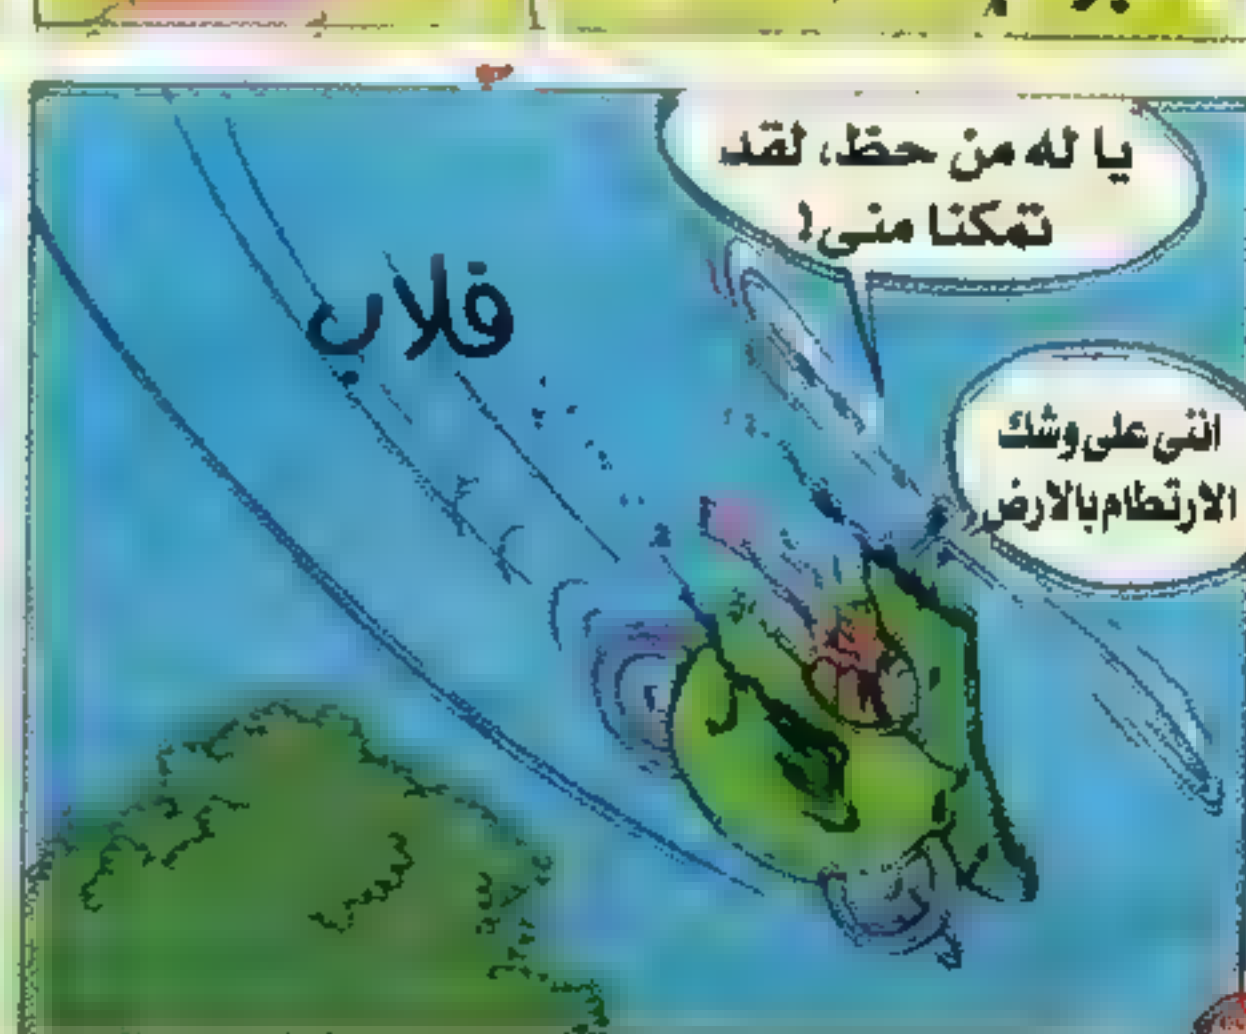 يا له من حظ، لقد
تمكنا مني!
انني على وشك
الارتطام بالارض
فلاب